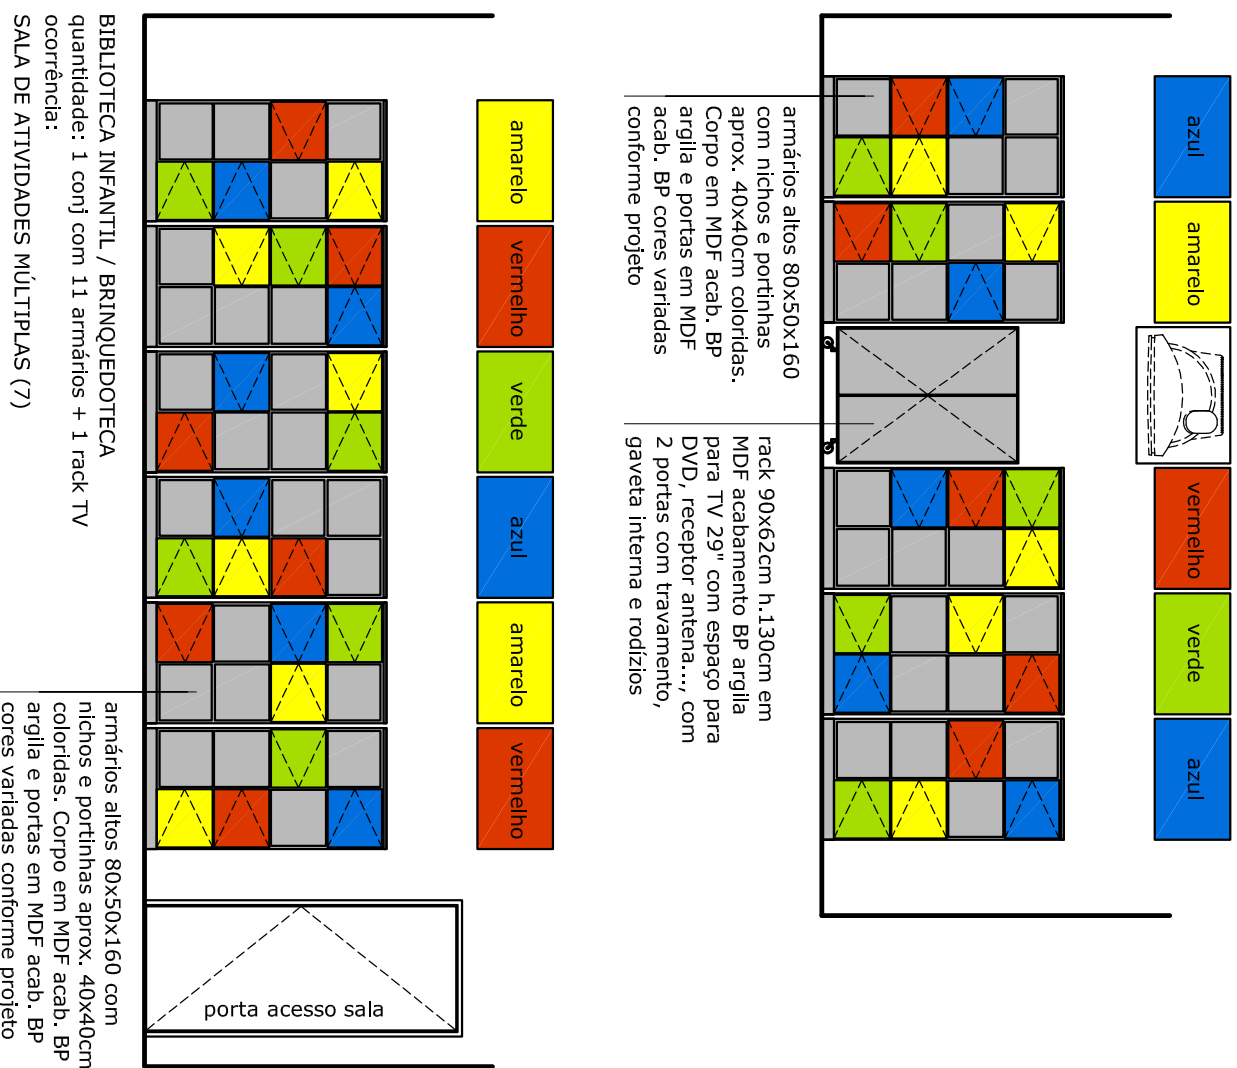 azul
amarelo
vermelho
verde
azul
armários altos 80x50x160
com nichos e portinhas
aprox. 40x40cm coloridas.
Corpo em MDF acab. BP
argila e portas em MDF
acab. BP cores variadas
conforme projeto
rack 90x62cm h.130cm em
MDF acabamento BP argila
para TV 29" com espaço para
DVD, receptor antena..., com
2 portas com travamento,
gaveta interna e rodízios
amarelo
vermelho
verde
azul
amarelo
vermelho
porta acesso sala
armários altos 80x50x160 com
nichos e portinhas aprox. 40x40cm
coloridas. Corpo em MDF acab. BP
argila e portas em MDF acab. BP
cores variadas conforme projeto
BIBLIOTECA INFANTIL / BRINQUEDOTECA
quantidade: 1 conj com 11 armários + 1 rack TV
ocorrência:
SALA DE ATIVIDADES MÚLTIPLAS (7)